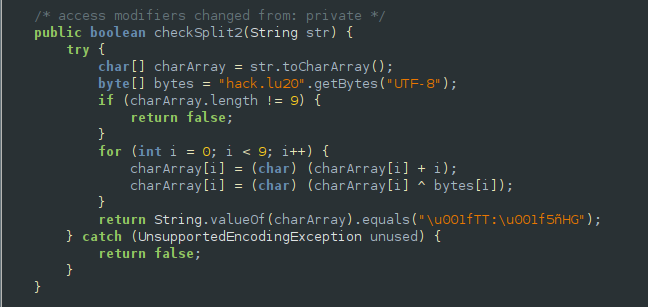 /* access modifiers changed from: private */
public boolean checkSplit2(String str) {
try {
char[] charArray = str.toCharArray();
byte[] bytes = "hack.lu20".getBytes("UTF-8");
if (charArray.length != 9) {
return false;
}
for (int i = 0; i < 9; i++) {
charArray[i] = (char) (charArray[i] + i);
charArray[i] = (char) (charArray[i] ^ bytes[i]);
}
return String.valueOf(charArray).equals("\u001fTT:\u001f5ñHG");
} catch (UnsupportedEncodingException unused) {
return false;
}
}